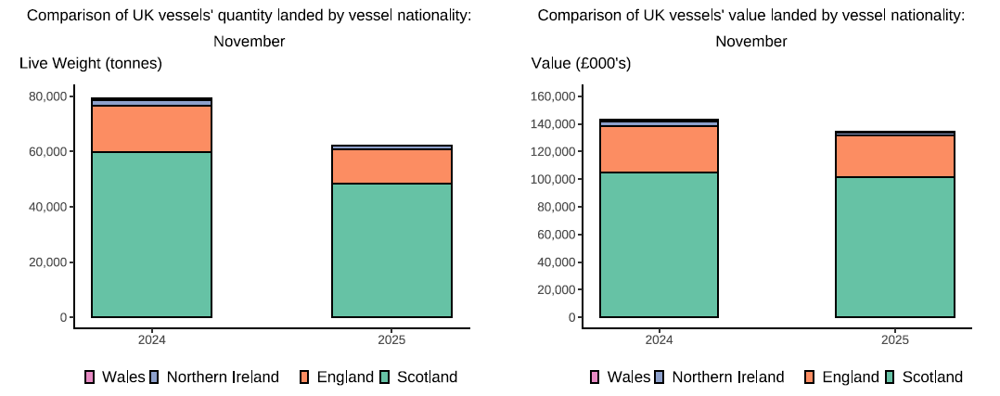 Comparison of UK vessels' quantity landed by vessel nationality:
November
Live Weight (tonnes)
80,000
60,000
40,000
20,000
0
2024
2025
Wales
Northern Ireland
England
Scotland
Comparison of UK vessels' value landed by vessel nationality:
November
Value (£000's)
160,000
140,000
120,000
100,000
80,000
60,000
40,000
20,000
0
2024
2025
Wales
Northern Ireland
England
Scotland